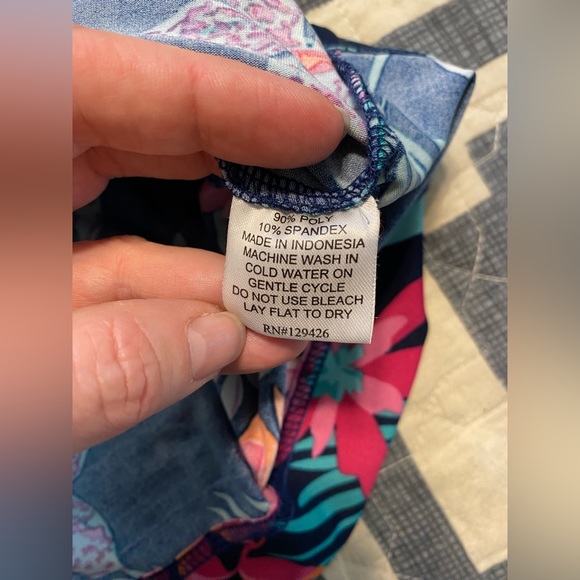 90% POLY
10% SPANDEX
MADE IN INDONESIA
MACHINE WASH IN
COLD WATER ON
GENTLE CYCLE
DO NOT USE BLEACH
LAY FLAT TO DRY
RN#129426